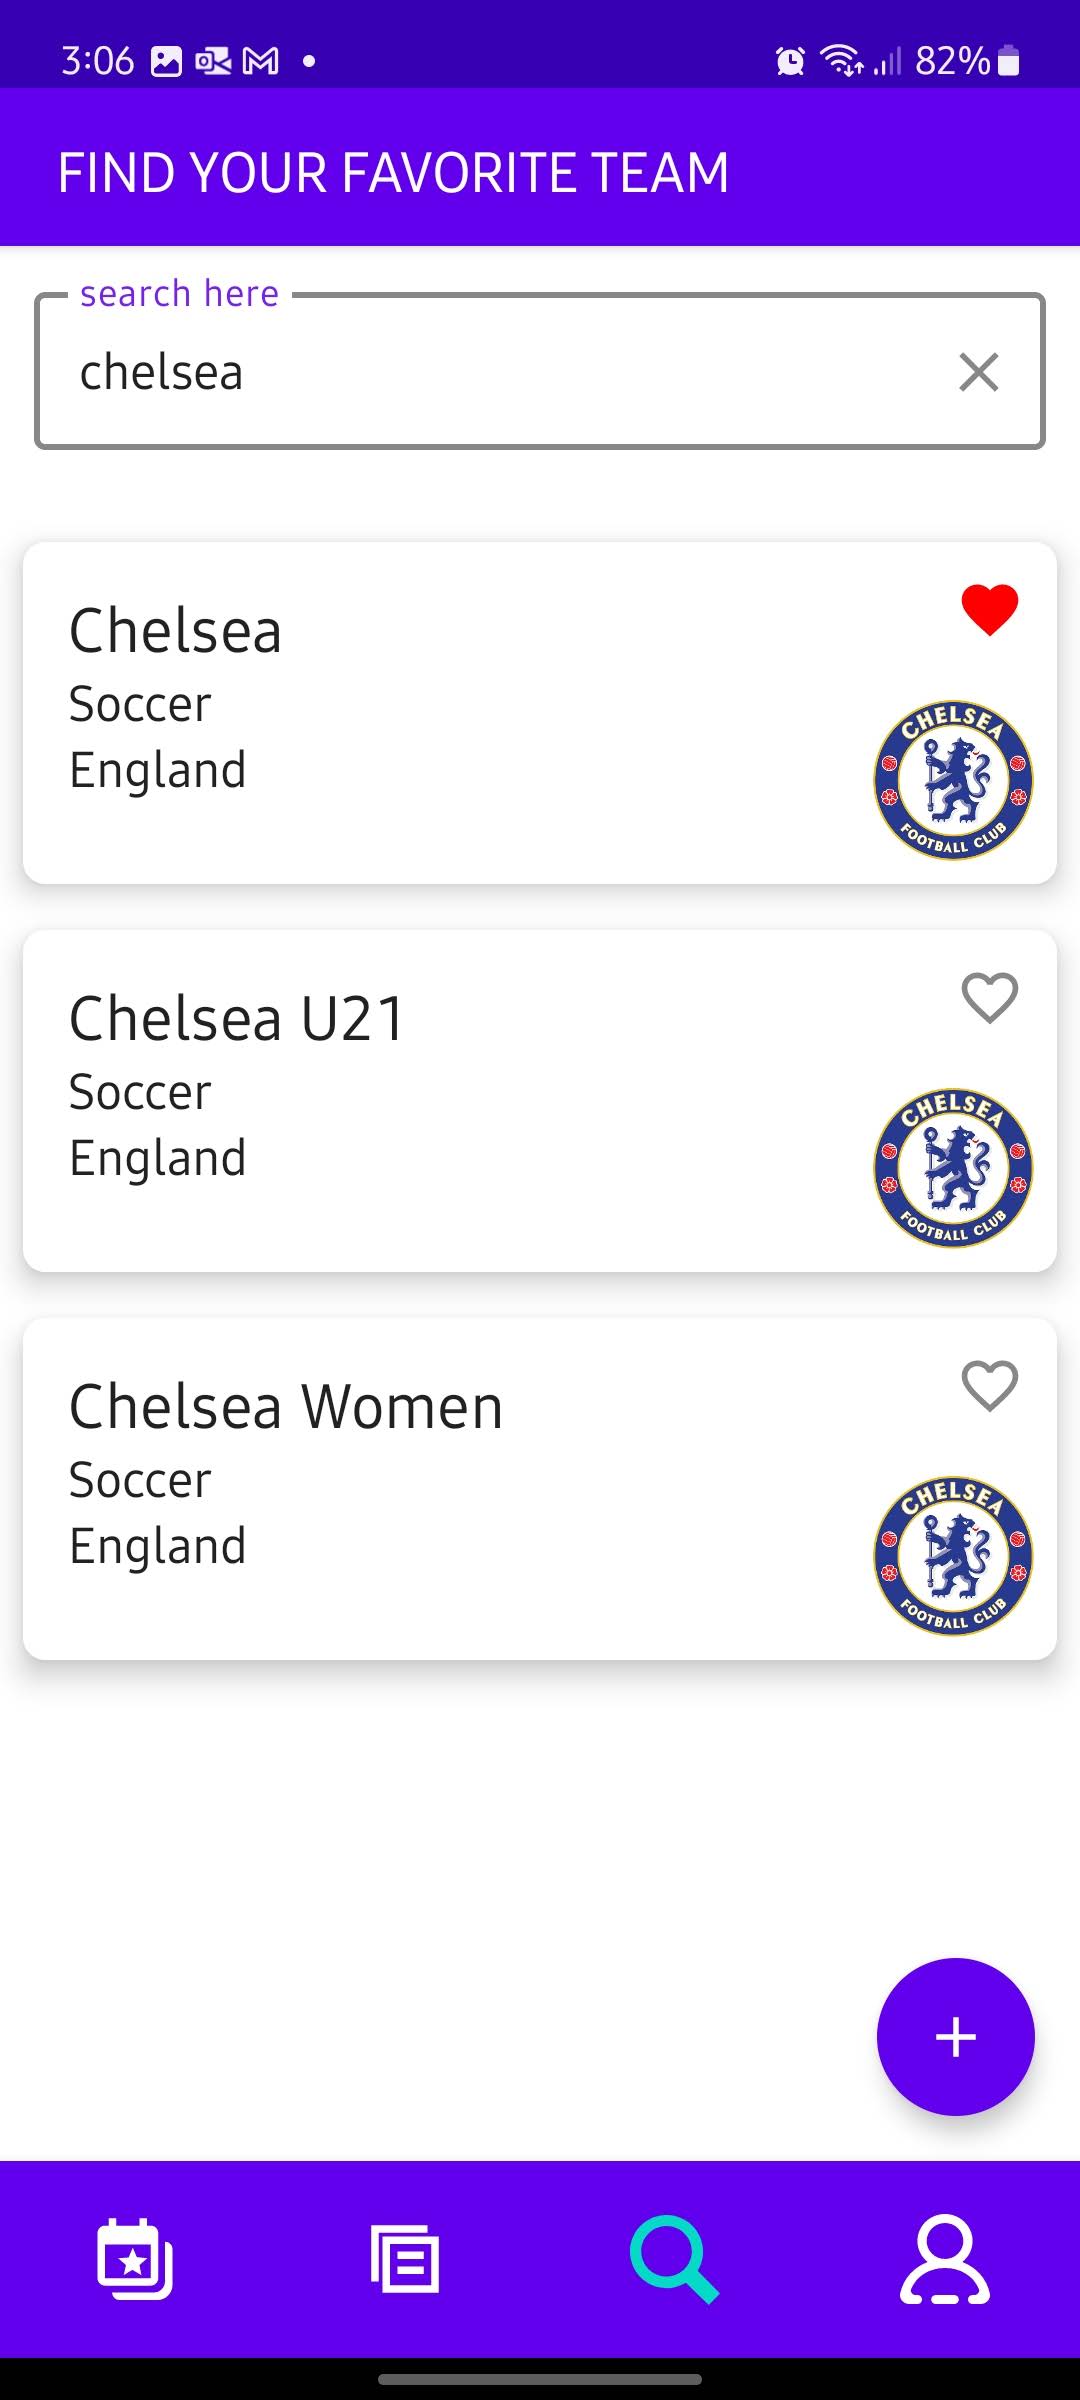 3:06
82%
FIND YOUR FAVORITE TEAM
search here
chelsea
Chelsea
Soccer
England
CHELSEA
FOOTBALL CLUB
Chelsea U21
Soccer
England
CHELSEA
FOOTBALL CLUB
Chelsea Women
Soccer
England
CHELSEA
FOOTBALL CLUB